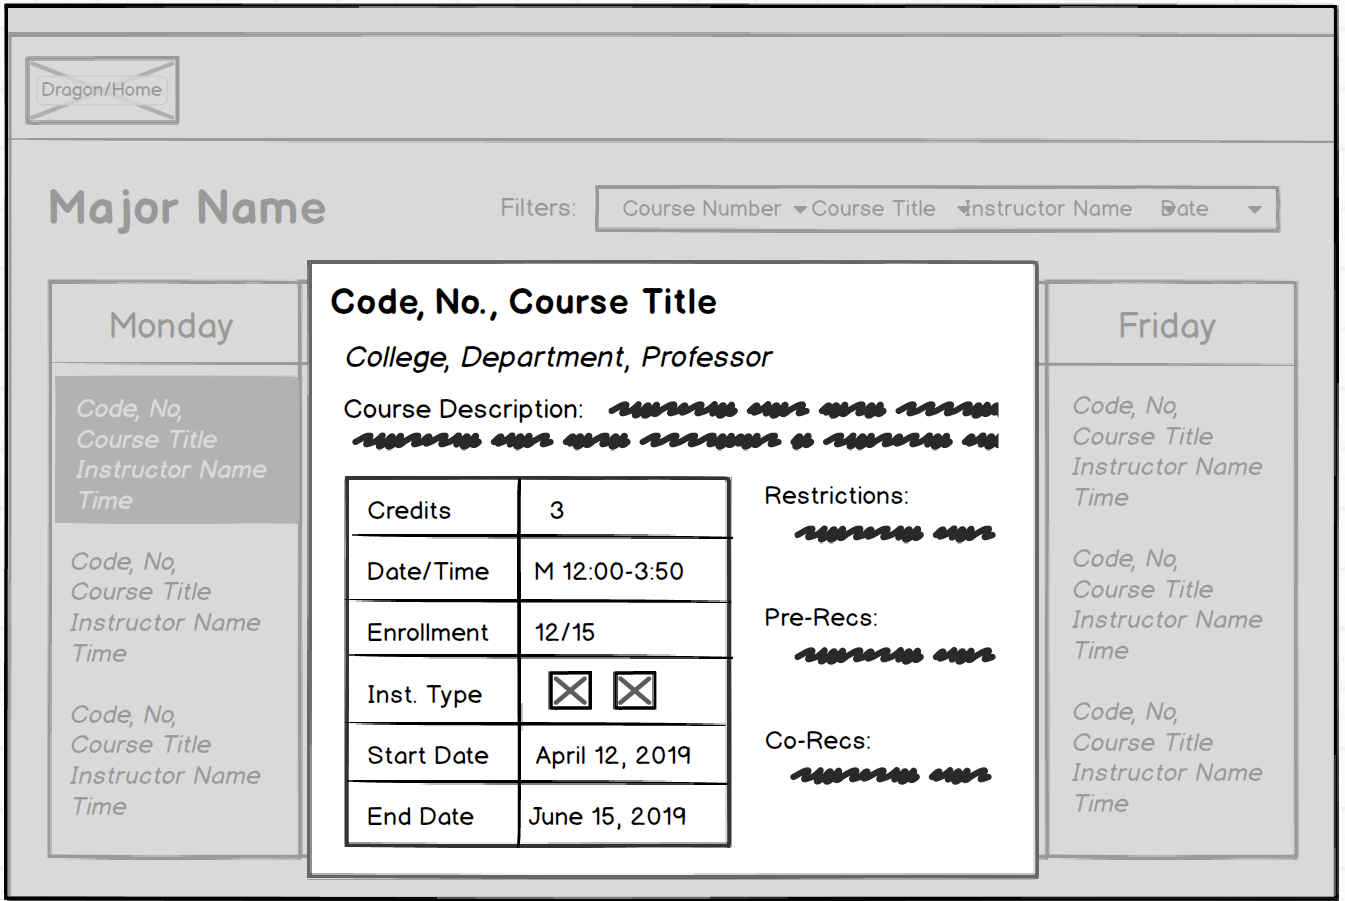 Dragon/Home
Major Name
Filters: Course Number Course Title Instructor Name Date
Monday
Code, No,
Course Title
Instructor Name
Time
Code, No,
Course Title
Instructor Name
Time
Code, No,
Course Title
Instructor Name
Time
Code, No., Course Title
College, Department, Professor
Course Description:
Credits 3
Date/Time M 12:00-3:50
Enrollment 12/15
Inst. Type
Start Date April 12, 2019
End Date June 15, 2019
Restrictions:
Pre-Recs:
Co-Recs:
Friday
Code, No,
Course Title
Instructor Name
Time
Code, No,
Course Title
Instructor Name
Time
Code, No,
Course Title
Instructor Name
Time